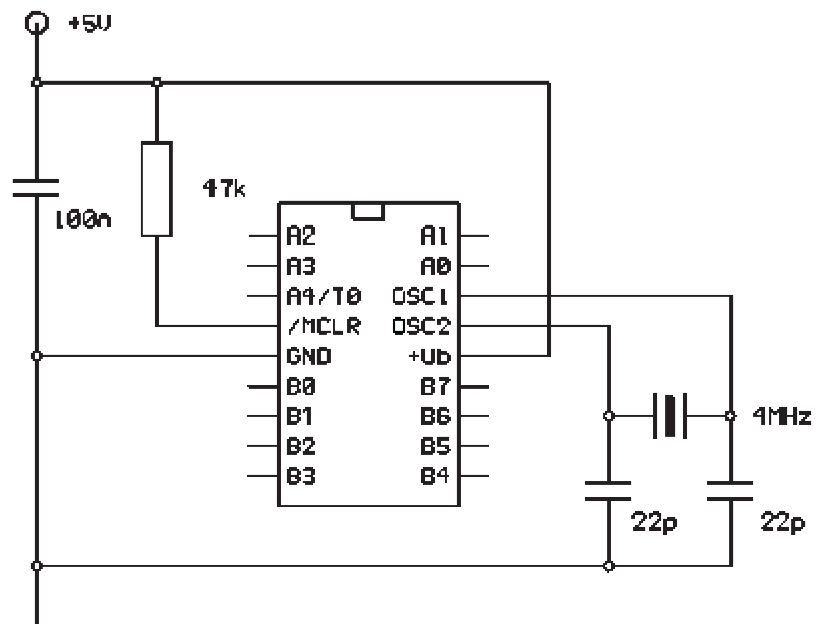 +5V
47k
100n
A2 A1
A3 A0
A4/T0 OSC1
/MCLR OSC2
GND +Ub
B0 B7
B1 B6
B2 B5
B3 B4
4MHz
22p 22p